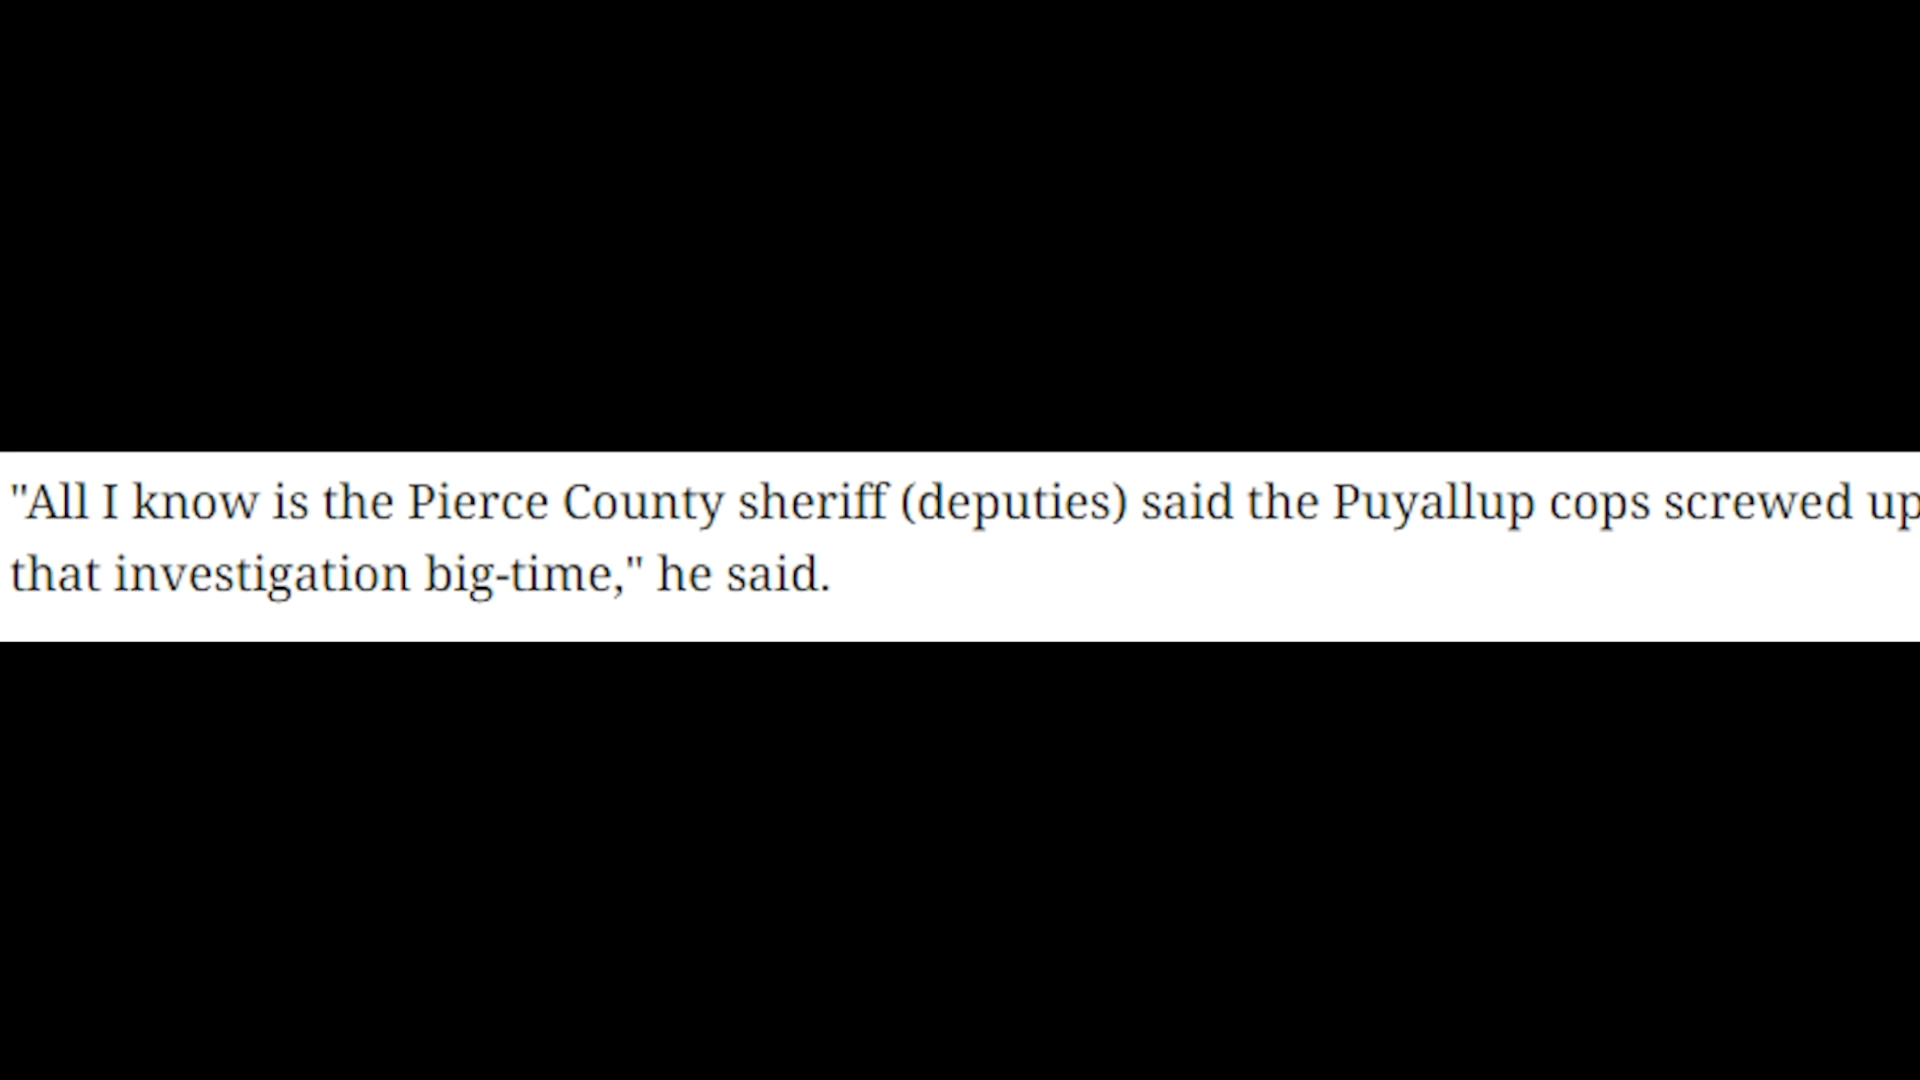 "All I know is the Pierce County sheriff (deputies) said the Puyallup cops screwed up
that investigation big-time," he said.